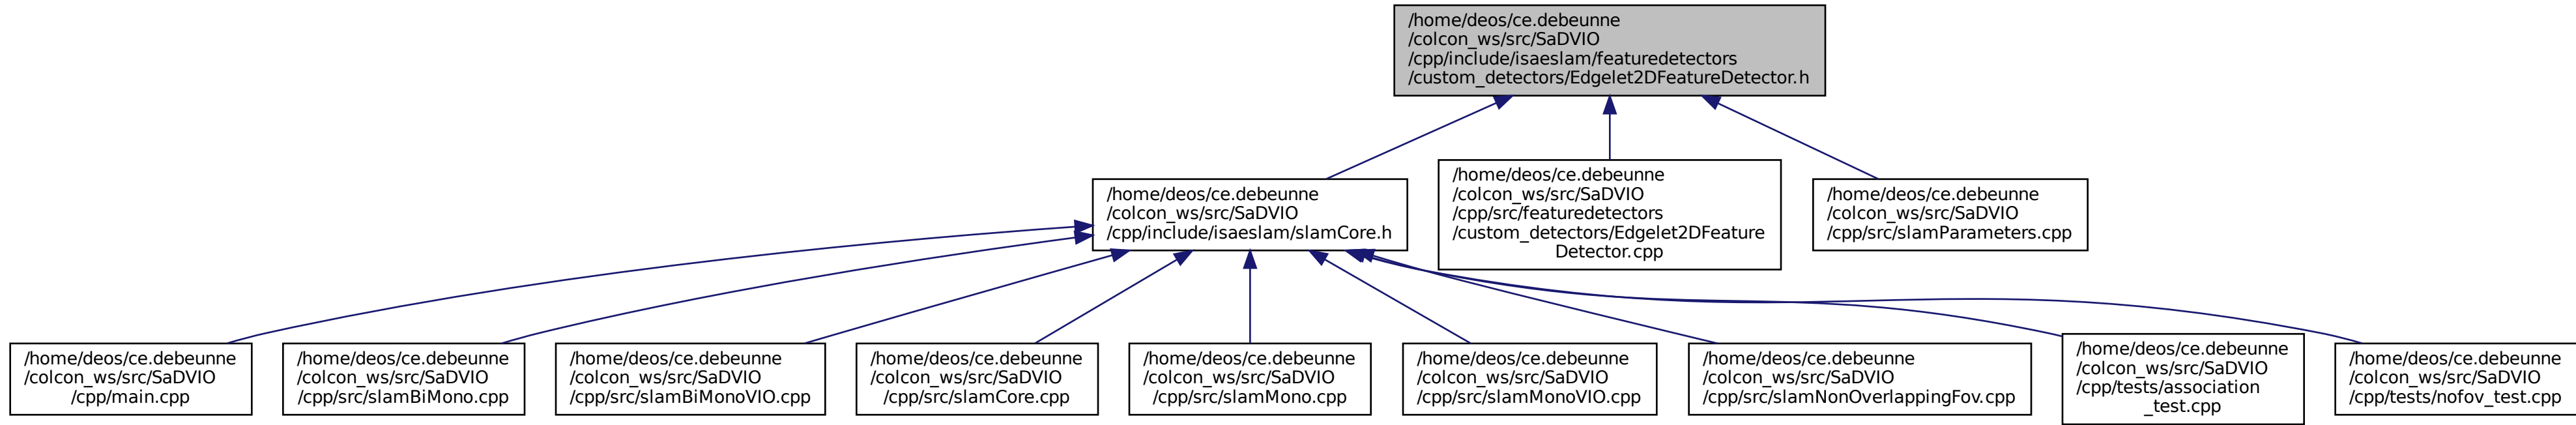 /home/deos/ce.debeunne
/colcon_ws/src/SaDVIO
/cpp/include/isaeslam/featuredetectors
/custom_detectors/Edgelet2DFeatureDetector.h
/home/deos/ce.debeunne
/colcon_ws/src/SaDVIO
/cpp/include/isaeslam/slamCore.h
/home/deos/ce.debeunne
/colcon_ws/src/SaDVIO
/cpp/src/featuredetectors
/custom_detectors/Edgelet2DFeature
Detector.cpp
/home/deos/ce.debeunne
/colcon_ws/src/SaDVIO
/cpp/src/slamParameters.cpp
/home/deos/ce.debeunne
/colcon_ws/src/SaDVIO
/cpp/main.cpp
/home/deos/ce.debeunne
/colcon_ws/src/SaDVIO
/cpp/src/slamBiMono.cpp
/home/deos/ce.debeunne
/colcon_ws/src/SaDVIO
/cpp/src/slamBiMonoVIO.cpp
/home/deos/ce.debeunne
/colcon_ws/src/SaDVIO
/cpp/src/slamCore.cpp
/home/deos/ce.debeunne
/colcon_ws/src/SaDVIO
/cpp/src/slamMono.cpp
/home/deos/ce.debeunne
/colcon_ws/src/SaDVIO
/cpp/src/slamMonoVIO.cpp
/home/deos/ce.debeunne
/colcon_ws/src/SaDVIO
/cpp/src/slamNonOverlappingFov.cpp
/home/deos/ce.debeunne
/colcon_ws/src/SaDVIO
/cpp/tests/association
_test.cpp
/home/deos/ce.debeunne
/colcon_ws/src/SaDVIO
/cpp/tests/nofov_test.cpp